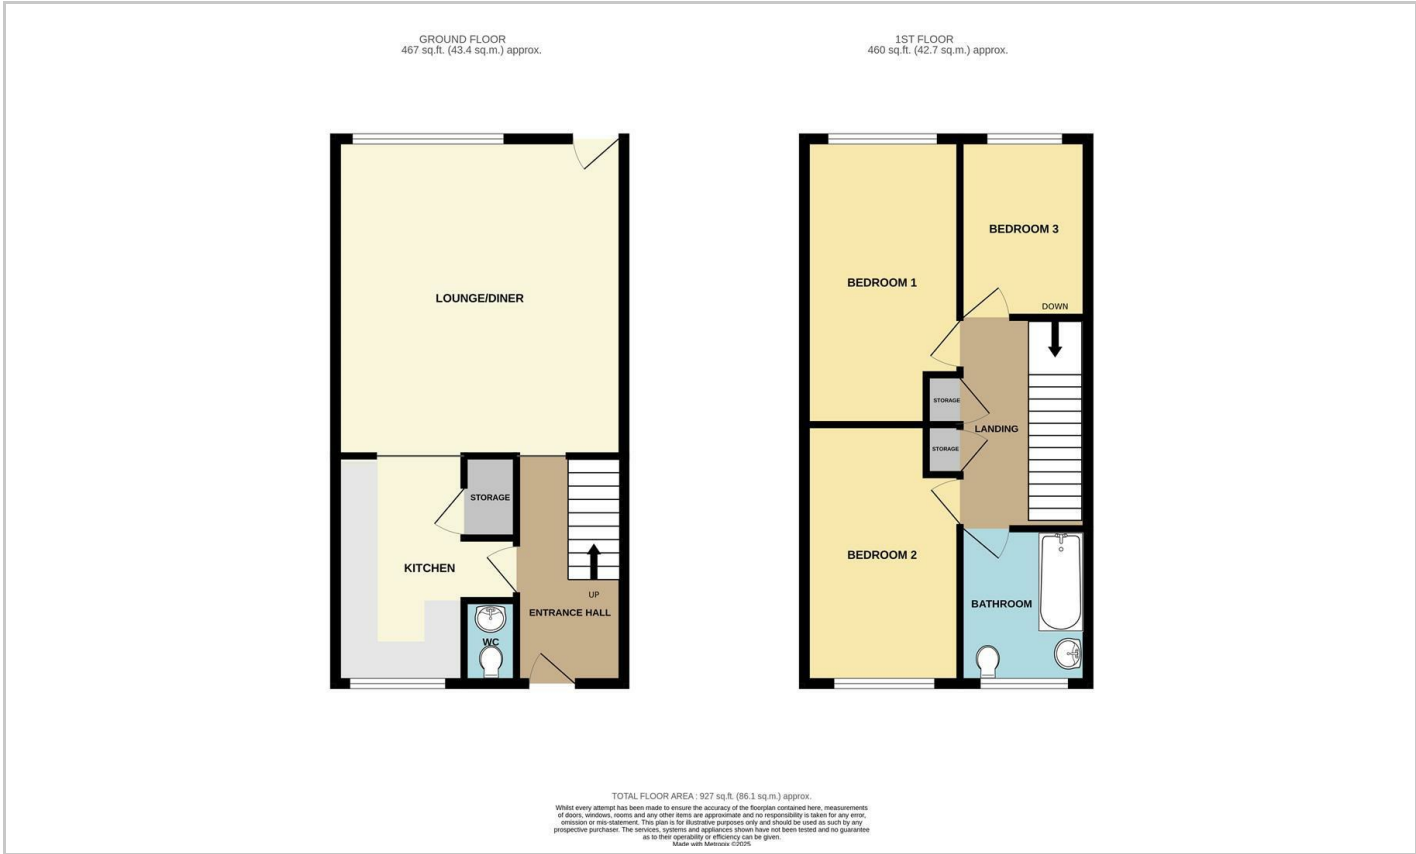 GROUND FLOOR
467 sq.ft. (43.4 sq.m.) approx.
1ST FLOOR
460 sq.ft. (42.7 sq.m.) approx.
LOUNGE/DINER
STORAGE
KITCHEN
UP
ENTRANCE HALL
WC
BEDROOM 3
BEDROOM 1
DOWN
STORAGE
LANDING
STORAGE
BEDROOM 2
BATHROOM
TOTAL FLOOR AREA : 927 sq.ft. (86.1 sq.m.) approx.
Whilst every attempt has been made to ensure the accuracy of the floorplan contained here, measurements
of doors, windows, rooms and any other items are approximate and no responsibility is taken for any error,
omission or mis-statement. This plan is for illustrative purposes only and should be used as such by any
prospective purchaser. The services, systems and appliances shown have not been tested and no guarantee
as to their operability or efficiency can be given.
Made with Metropix ©2025